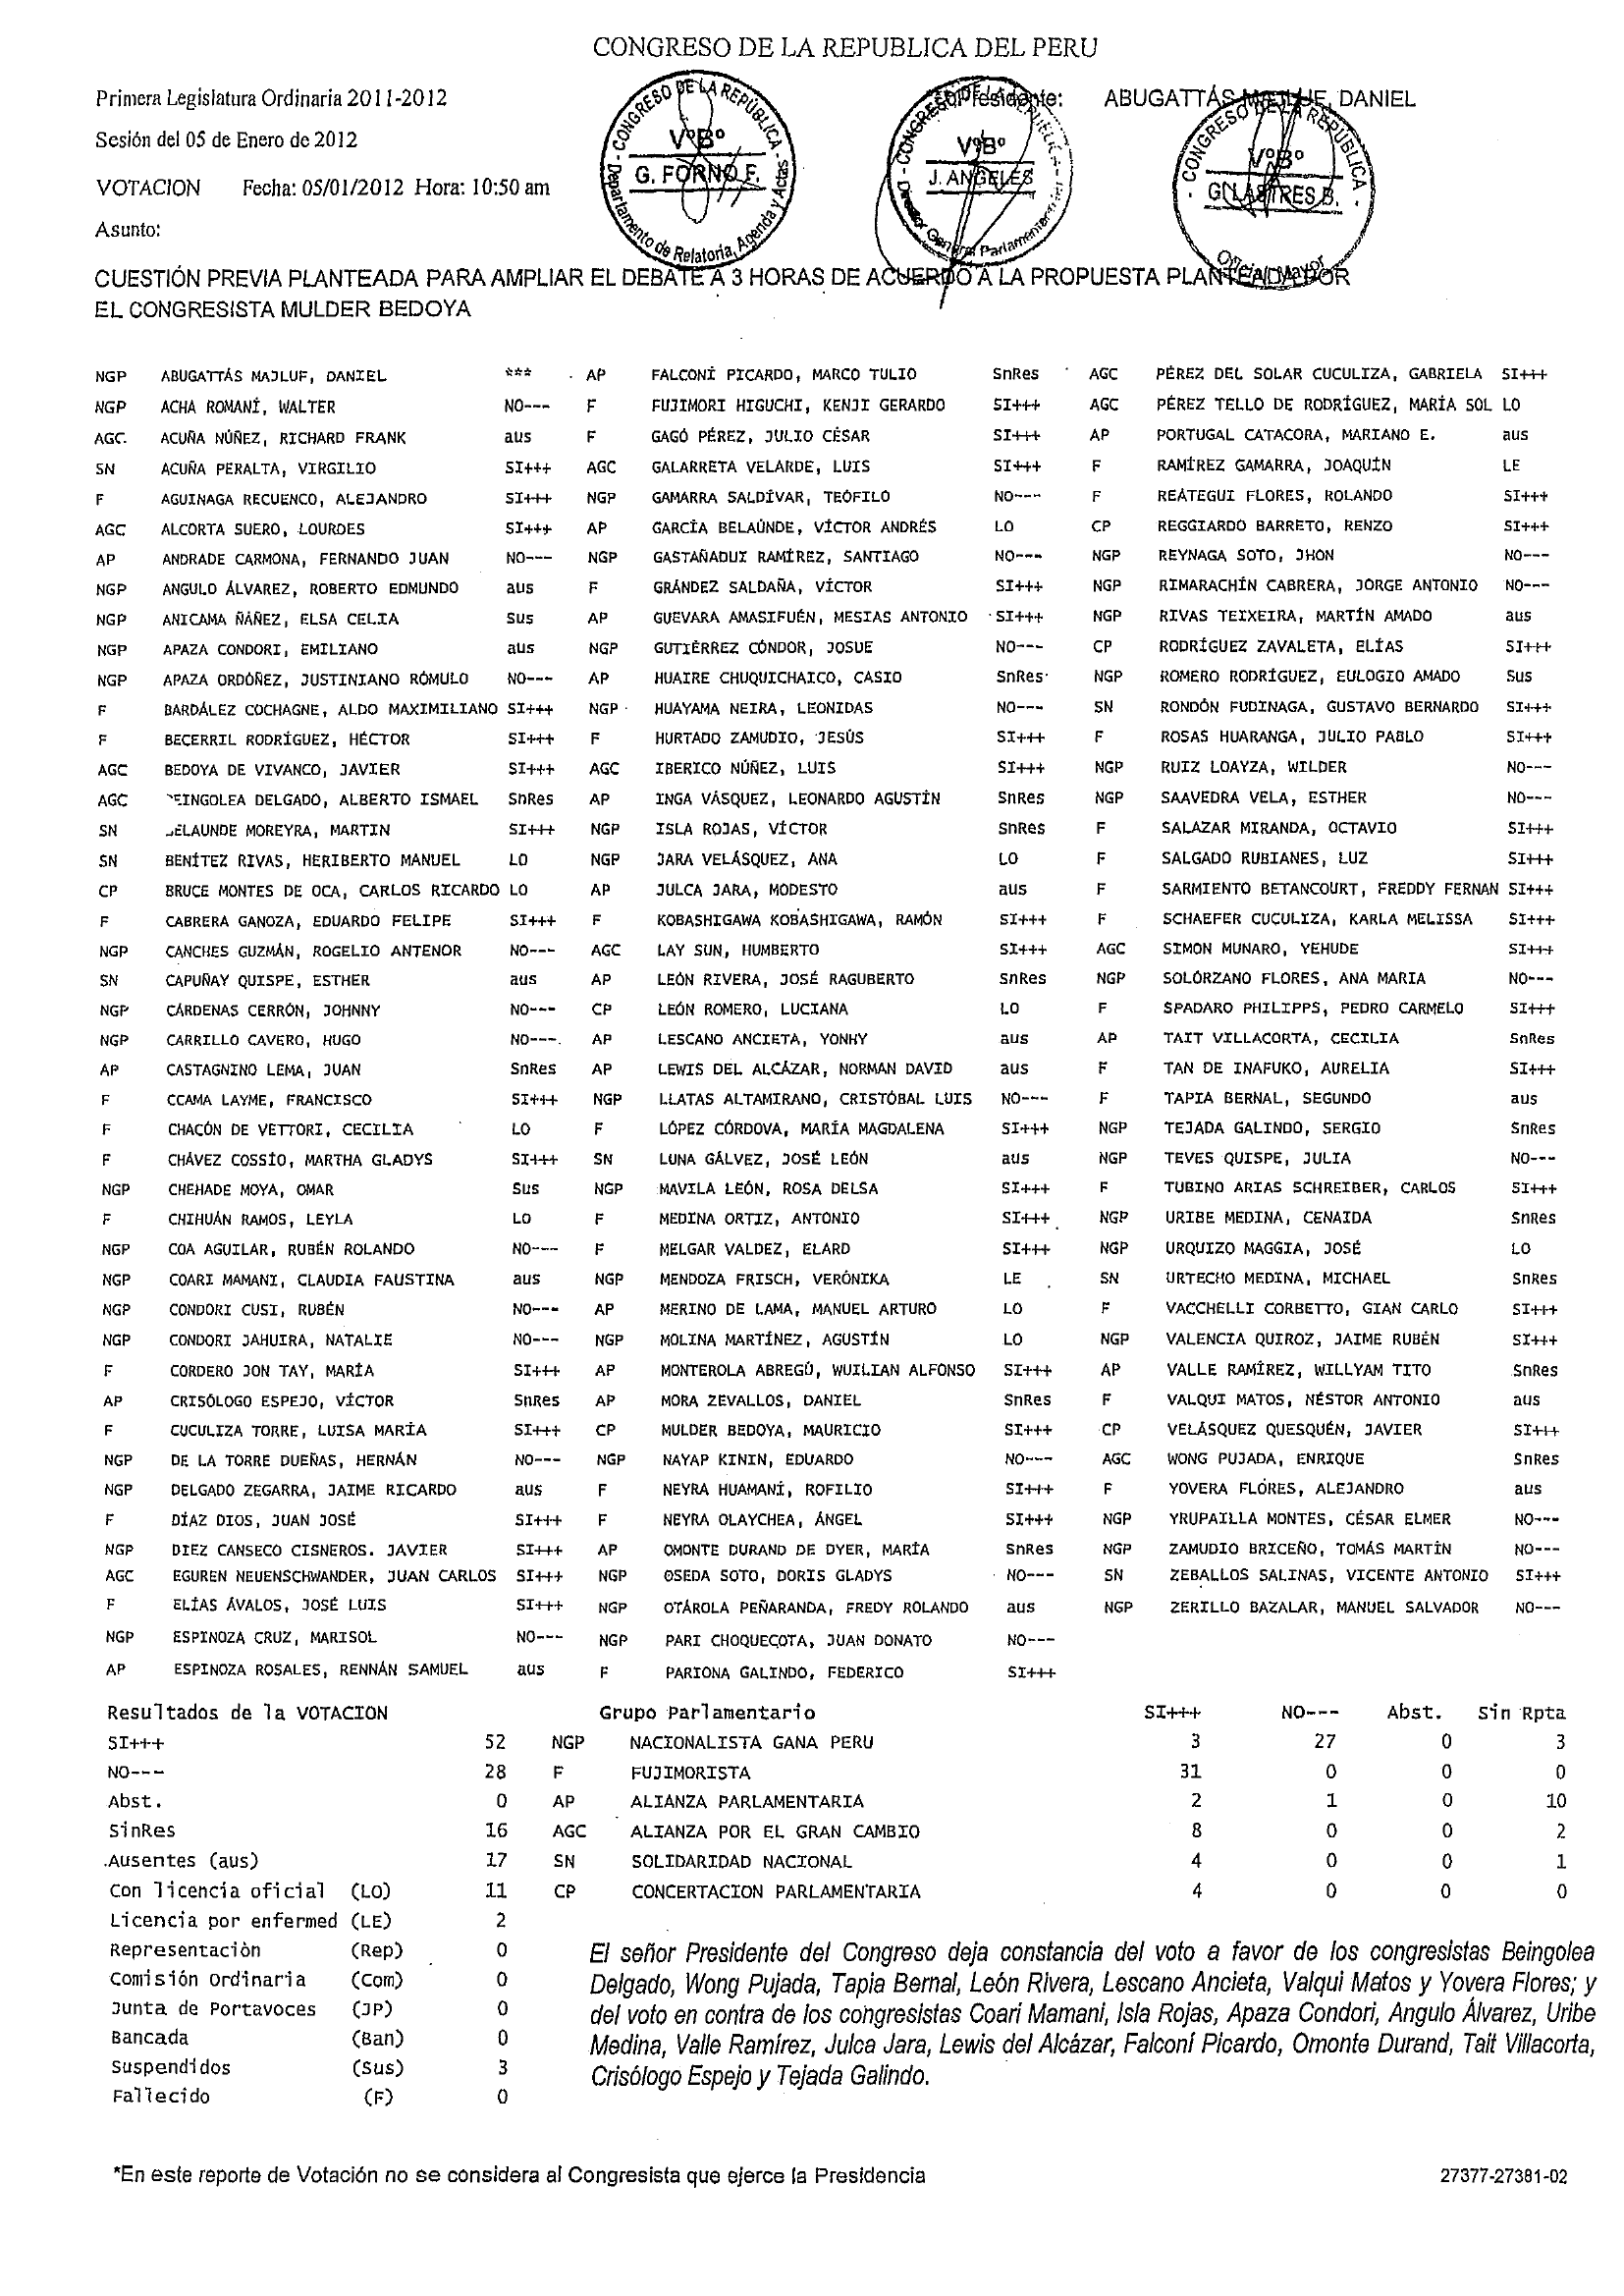 CONGRESO DE LA REPUBLICA DEL PERU
Primera Legislatura Ordinaria 2011-2012
ABUGATTÁS MAJLUF, DANIEL
Sesión del 05 de Enero de 2012
VOTACION Fecha: 05/01/2012 Hora: 10:50 am
Asunto:
- CONGRESO DE LA REPÚBLICA -
VºBº
G. FORNO F.
Departamento de Relatoría, Agenda y Actas
VºBº
J. ANGELES
Director General Parlamentario
- CONGRESO DE LA REPUBLICA -
VºBº
G. LASTRES B.
Oficial Mayor
CUESTIÓN PREVIA PLANTEADA PARA AMPLIAR EL DEBATE A 3 HORAS DE ACUERDO A LA PROPUESTA PLANTEADA POR
EL CONGRESISTA MULDER BEDOYA
NGP ABUGATTÁS MAJLUF, DANIEL ***
NGP ACHA ROMANÍ, WALTER NO---
AGC ACUÑA NÚÑEZ, RICHARD FRANK aus
SN ACUÑA PERALTA, VIRGILIO SI+++
F AGUINAGA RECUENCO, ALEJANDRO SI+++
AGC ALCORTA SUERO, LOURDES SI+++
AP ANDRADE CARMONA, FERNANDO JUAN NO---
NGP ANGULO ÁLVAREZ, ROBERTO EDMUNDO aus
NGP ANICAMA ÑÁÑEZ, ELSA CELIA Sus
NGP APAZA CONDORI, EMILIANO aus
NGP APAZA ORDÓÑEZ, JUSTINIANO RÓMULO NO---
F BARDÁLEZ COCHAGNE, ALDO MAXIMILIANO SI+++
F BECERRIL RODRÍGUEZ, HÉCTOR SI+++
AGC BEDOYA DE VIVANCO, JAVIER SI+++
AGC EINGOLEA DELGADO, ALBERTO ISMAEL SnRes
SN ELAUNDE MOREYRA, MARTIN SI+++
SN BENÍTEZ RIVAS, HERIBERTO MANUEL LO
CP BRUCE MONTES DE OCA, CARLOS RICARDO LO
F CABRERA GANOZA, EDUARDO FELIPE SI+++
NGP CANCHES GUZMÁN, ROGELIO ANTENOR NO---
SN CAPUÑAY QUISPE, ESTHER aus
NGP CÁRDENAS CERRÓN, JOHNNY NO---
NGP CARRILLO CAVERO, HUGO NO---
AP CASTAGNINO LEMA, JUAN SnRes
F CCAMA LAYME, FRANCISCO SI+++
F CHACÓN DE VETTORI, CECILIA LO
F CHÁVEZ COSSÍO, MARTHA GLADYS SI+++
NGP CHEHADE MOYA, OMAR Sus
F CHIHUÁN RAMOS, LEYLA LO
NGP COA AGUILAR, RUBÉN ROLANDO NO---
NGP COARI MAMANI, CLAUDIA FAUSTINA aus
NGP CONDORI CUSI, RUBÉN NO---
NGP CONDORI JAHUIRA, NATALIE NO---
F CORDERO JON TAY, MARÍA SI+++
AP CRISÓLOGO ESPEJO, VÍCTOR SnRes
F CUCULIZA TORRE, LUISA MARÍA SI+++
NGP DE LA TORRE DUEÑAS, HERNÁN NO---
NGP DELGADO ZEGARRA, JAIME RICARDO aus
F DÍAZ DIOS, JUAN JOSÉ SI+++
NGP DIEZ CANSECO CISNEROS. JAVIER SI+++
AGC EGUREN NEUENSCHWANDER, JUAN CARLOS SI+++
F ELÍAS ÁVALOS, JOSÉ LUIS SI+++
NGP ESPINOZA CRUZ, MARISOL NO---
AP ESPINOZA ROSALES, RENNÁN SAMUEL aus
AP FALCONÍ PICARDO, MARCO TULIO SnRes
F FUJIMORI HIGUCHI, KENJI GERARDO SI+++
F GAGÓ PÉREZ, JULIO CÉSAR SI+++
AGC GALARRETA VELARDE, LUIS SI+++
NGP GAMARRA SALDÍVAR, TEÓFILO NO---
AP GARCÍA BELAÚNDE, VÍCTOR ANDRÉS LO
NGP GASTAÑADUI RAMÍREZ, SANTIAGO NO---
F GRÁNDEZ SALDAÑA, VÍCTOR SI+++
AP GUEVARA AMASIFUÉN, MESIAS ANTONIO SI+++
NGP GUTIÉRREZ CÓNDOR, JOSUE NO---
AP HUAIRE CHUQUICHAICO, CASIO SnRes
NGP HUAYAMA NEIRA, LEONIDAS NO---
F HURTADO ZAMUDIO, JESÚS SI+++
AGC IBERICO NÚÑEZ, LUIS SI+++
AP INGA VÁSQUEZ, LEONARDO AGUSTÍN SnRes
NGP ISLA ROJAS, VÍCTOR SnRes
NGP JARA VELÁSQUEZ, ANA LO
AP JULCA JARA, MODESTO aus
F KOBASHIGAWA KOBASHIGAWA, RAMÓN SI+++
AGC LAY SUN, HUMBERTO SI+++
AP LEÓN RIVERA, JOSÉ RAGUBERTO SnRes
CP LEÓN ROMERO, LUCIANA LO
AP LESCANO ANCIETA, YONHY aus
AP LEWIS DEL ALCÁZAR, NORMAN DAVID aus
NGP LLATAS ALTAMIRANO, CRISTÓBAL LUIS NO---
F LÓPEZ CÓRDOVA, MARÍA MAGDALENA SI+++
SN LUNA GÁLVEZ, JOSÉ LEÓN aus
NGP MAVILA LEÓN, ROSA DELSA SI+++
F MEDINA ORTIZ, ANTONIO SI+++
F MELGAR VALDEZ, ELARD SI+++
NGP MENDOZA FRISCH, VERÓNIKA LE
AP MERINO DE LAMA, MANUEL ARTURO LO
NGP MOLINA MARTÍNEZ, AGUSTÍN LO
AP MONTEROLA ABREGÚ, WUILIAN ALFONSO SI+++
AP MORA ZEVALLOS, DANIEL SnRes
CP MULDER BEDOYA, MAURICIO SI+++
NGP NAYAP KININ, EDUARDO NO---
F NEYRA HUAMANÍ, ROFILIO SI+++
F NEYRA OLAYCHEA, ÁNGEL SI+++
AP OMONTE DURAND DE DYER, MARÍA SnRes
NGP OSEDA SOTO, DORIS GLADYS NO---
NGP OTÁROLA PEÑARANDA, FREDY ROLANDO aus
NGP PARI CHOQUECOTA, JUAN DONATO NO---
F PARIONA GALINDO, FEDERICO SI+++
AGC PÉREZ DEL SOLAR CUCULIZA, GABRIELA SI+++
AGC PÉREZ TELLO DE RODRÍGUEZ, MARÍA SOL LO
AP PORTUGAL CATACORA, MARIANO E. aus
F RAMÍREZ GAMARRA, JOAQUÍN LE
F REÁTEGUI FLORES, ROLANDO SI+++
CP REGGIARDO BARRETO, RENZO SI+++
NGP REYNAGA SOTO, JHON NO---
NGP RIMARACHÍN CABRERA, JORGE ANTONIO NO---
NGP RIVAS TEIXEIRA, MARTÍN AMADO aus
CP RODRÍGUEZ ZAVALETA, ELÍAS SI+++
NGP ROMERO RODRÍGUEZ, EULOGIO AMADO Sus
SN RONDÓN FUDINAGA, GUSTAVO BERNARDO SI+++
F ROSAS HUARANGA, JULIO PABLO SI+++
NGP RUIZ LOAYZA, WILDER NO---
NGP SAAVEDRA VELA, ESTHER NO---
F SALAZAR MIRANDA, OCTAVIO SI+++
F SALGADO RUBIANES, LUZ SI+++
F SARMIENTO BETANCOURT, FREDDY FERNAN SI+++
F SCHAEFER CUCULIZA, KARLA MELISSA SI+++
AGC SIMON MUNARO, YEHUDE SI+++
NGP SOLÓRZANO FLORES, ANA MARIA NO---
F SPADARO PHILIPPS, PEDRO CARMELO SI+++
AP TAIT VILLACORTA, CECILIA SnRes
F TAN DE INAFUKO, AURELIA SI+++
F TAPIA BERNAL, SEGUNDO aus
NGP TEJADA GALINDO, SERGIO SnRes
NGP TEVES QUISPE, JULIA NO---
F TUBINO ARIAS SCHREIBER, CARLOS SI+++
NGP URIBE MEDINA, CENAIDA SnRes
NGP URQUIZO MAGGIA, JOSÉ LO
SN URTECHO MEDINA, MICHAEL SnRes
F VACCHELLI CORBETTO, GIAN CARLO SI+++
NGP VALENCIA QUIROZ, JAIME RUBÉN SI+++
AP VALLE RAMÍREZ, WILLYAM TITO SnRes
F VALQUI MATOS, NÉSTOR ANTONIO aus
CP VELÁSQUEZ QUESQUÉN, JAVIER SI+++
AGC WONG PUJADA, ENRIQUE SnRes
F YOVERA FLORES, ALEJANDRO aus
NGP YRUPAILLA MONTES, CÉSAR ELMER NO---
NGP ZAMUDIO BRICEÑO, TOMÁS MARTÍN NO---
SN ZEBALLOS SALINAS, VICENTE ANTONIO SI+++
NGP ZERILLO BAZALAR, MANUEL SALVADOR NO---
Resultados de la VOTACION
SI+++ 52
NO--- 28
Abst. 0
SinRes 16
Ausentes (aus) 17
Con licencia oficial (LO) 11
Licencia por enfermed (LE) 2
Representación (Rep) 0
Comisión Ordinaria (Com) 0
Junta de Portavoces (JP) 0
Bancada (Ban) 0
Suspendidos (Sus) 3
Fallecido (F) 0
Grupo Parlamentario SI+++ NO--- Abst. Sin Rpta
NGP NACIONALISTA GANA PERU 3 27 0 3
F FUJIMORISTA 31 0 0 0
AP ALIANZA PARLAMENTARIA 2 1 0 10
AGC ALIANZA POR EL GRAN CAMBIO 8 0 0 2
SN SOLIDARIDAD NACIONAL 4 0 0 1
CP CONCERTACION PARLAMENTARIA 4 0 0 0
El señor Presidente del Congreso deja constancia del voto a favor de los congresistas Beingolea
Delgado, Wong Pujada, Tapia Bernal, León Rivera, Lescano Ancieta, Valqui Matos y Yovera Flores; y
del voto en contra de los congresistas Coari Mamani, Isla Rojas, Apaza Condori, Angulo Álvarez, Uribe
Medina, Valle Ramírez, Julca Jara, Lewis del Alcázar, Falconí Picardo, Omonte Durand, Tait Villacorta,
Crisólogo Espejo y Tejada Galindo.
*En este reporte de Votación no se considera al Congresista que ejerce la Presidencia
27377-27381-02